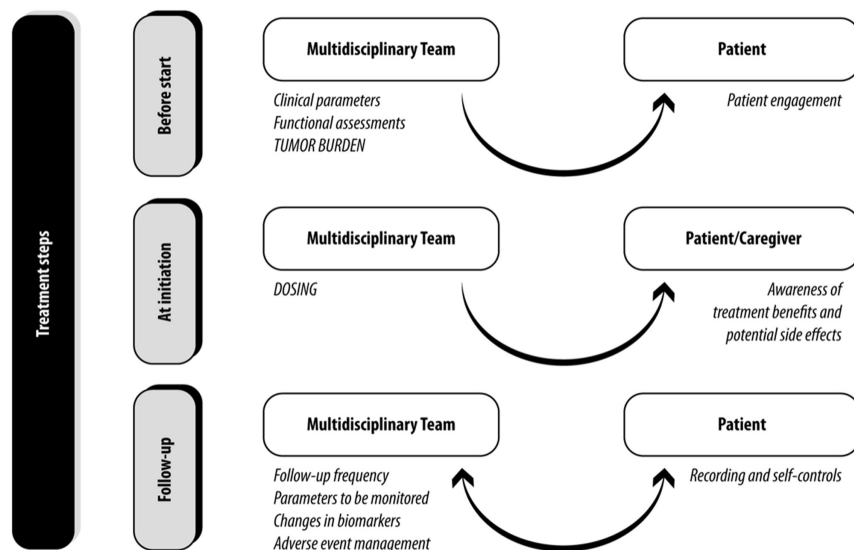 Treatment steps
Before start
Multidisciplinary Team
Clinical parameters
Functional assessments
TUMOR BURDEN
Patient
Patient engagement
At initiation
Multidisciplinary Team
DOSING
Patient/Caregiver
Awareness of
treatment benefits and
potential side effects
Follow-up
Multidisciplinary Team
Follow-up frequency
Parameters to be monitored
Changes in biomarkers
Adverse event management
Patient
Recording and self-controls